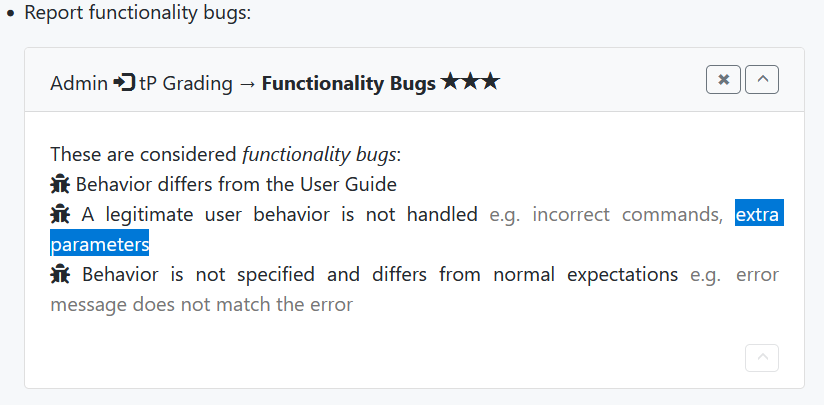 Report functionality bugs:
Admin tP Grading → Functionality Bugs ★★★
These are considered functionality bugs:
Behavior differs from the User Guide
A legitimate user behavior is not handled e.g. incorrect commands, extra
parameters
Behavior is not specified and differs from normal expectations e.g. error
message does not match the error